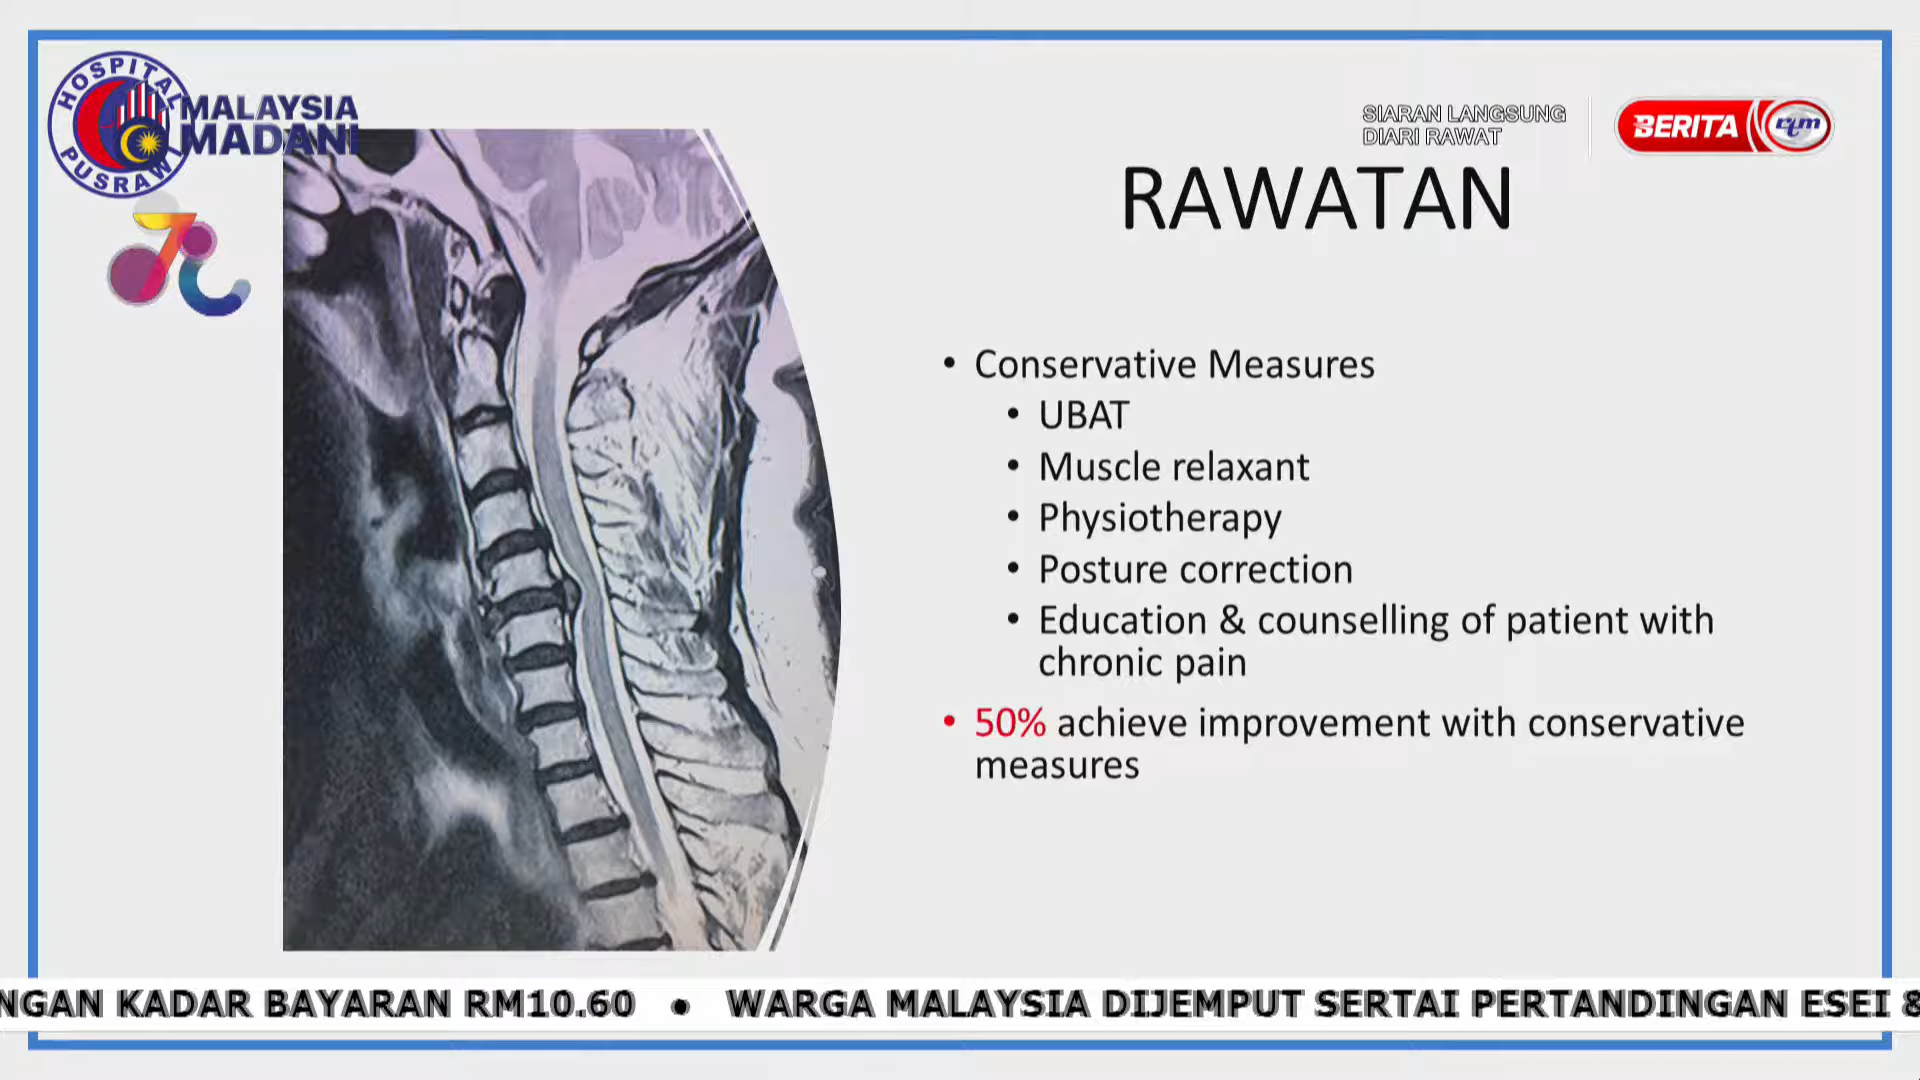 HOSPITAL
PUSRAWI
MALAYSIA
MADANI
SIARAN LANGSUNG
DIARI RAWAT
BERITA rtm
RAWATAN
• Conservative Measures
• UBAT
• Muscle relaxant
• Physiotherapy
• Posture correction
• Education & counselling of patient with
chronic pain
• 50% achieve improvement with conservative
measures
NGAN KADAR BAYARAN RM10.60 • WARGA MALAYSIA DIJEMPUT SERTAI PERTANDINGAN ESEI &